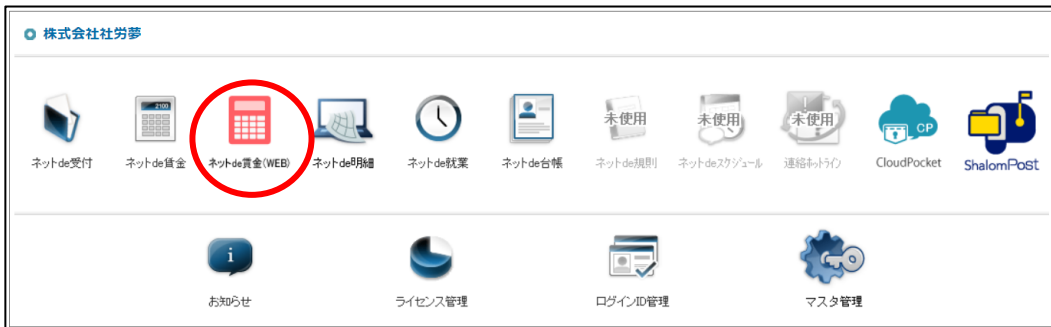 株式会社社労夢
2100
未使用
未使用
未使用
CP
ネットde受付
ネットde賃金
ネットde賃金(WEB)
ネットde明細
ネットde就業
ネットde台帳
ネットde規則
ネットdeスケジュール
連絡ホットライン
CloudPocket
ShalomPost
i
お知らせ
ライセンス管理
ログインID管理
マスタ管理